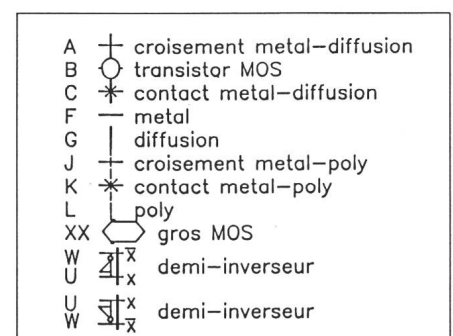 A croisement metal-diffusion
B transistor MOS
C contact metal-diffusion
F metal
G diffusion
J croisement metal-poly
K contact metal-poly
L poly
XX gros MOS
W X̅
demi-inverseur
U X
U X
demi-inverseur
W X̅